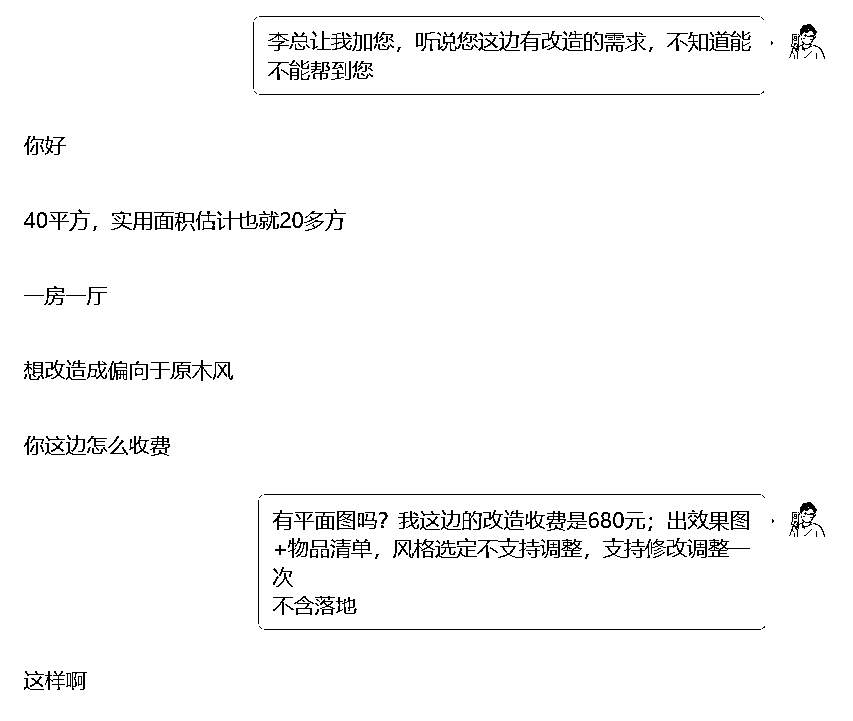 李总让我加您，听说您这边有改造的需求，不知道能
不能帮到您
你好
40平方，实用面积估计也就20多方
一房一厅
想改造成偏向于原木风
你这边怎么收费
有平面图吗？我这边的改造收费是680元；出效果图
+物品清单，风格选定不支持调整，支持修改调整一
次
不含落地
这样啊